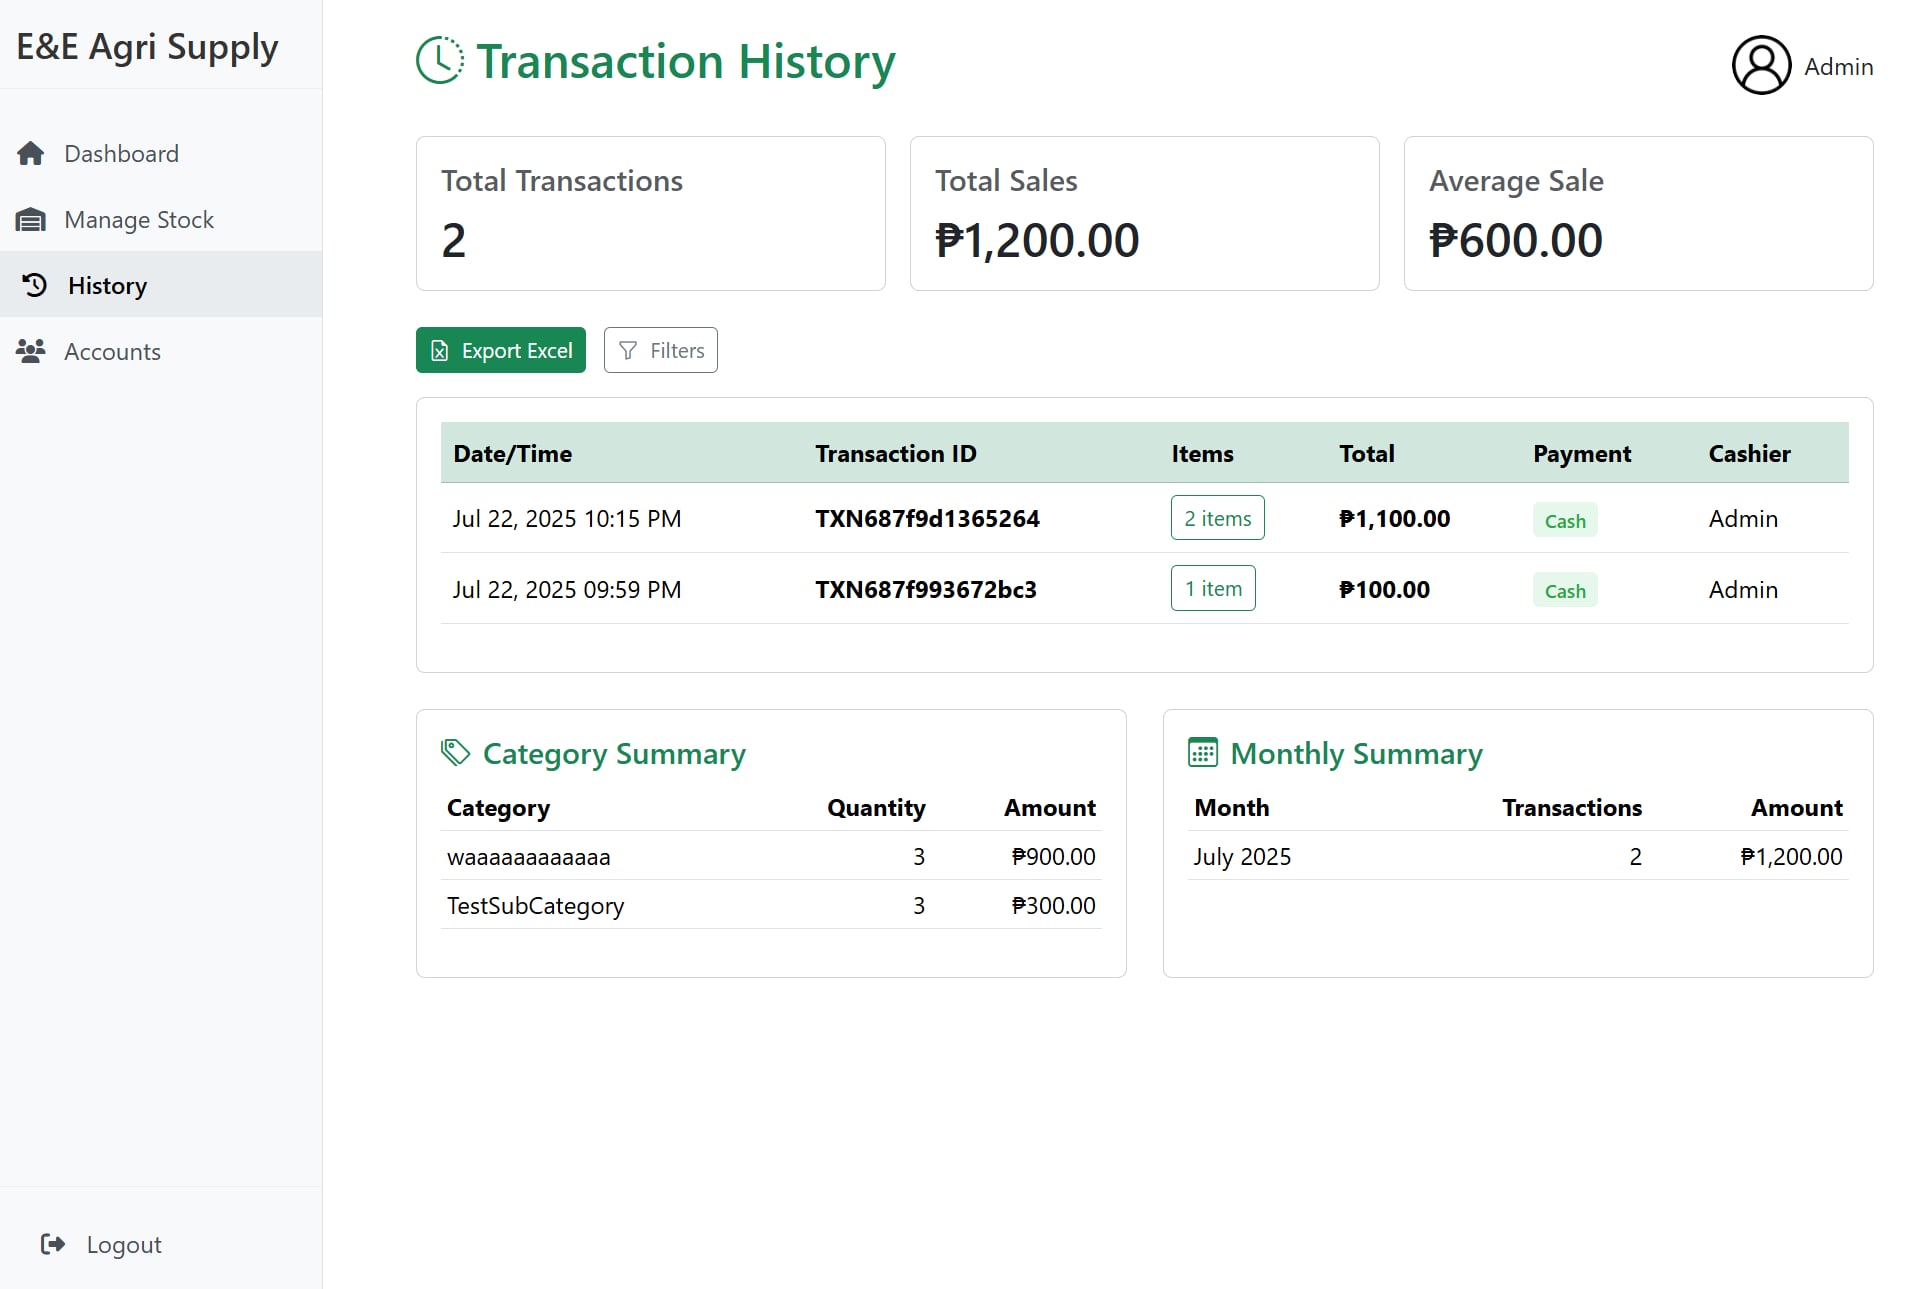 E&E Agri Supply
Dashboard
Manage Stock
History
Accounts
Logout
Transaction History
Admin
Total Transactions
2
Total Sales
₱1,200.00
Average Sale
₱600.00
Export Excel
Filters
Date/Time Transaction ID Items Total Payment Cashier
Jul 22, 2025 10:15 PM TXN687f9d1365264 2 items ₱1,100.00 Cash Admin
Jul 22, 2025 09:59 PM TXN687f993672bc3 1 item ₱100.00 Cash Admin
Category Summary
Category Quantity Amount
waaaaaaaaaaaa 3 ₱900.00
TestSubCategory 3 ₱300.00
Monthly Summary
Month Transactions Amount
July 2025 2 ₱1,200.00